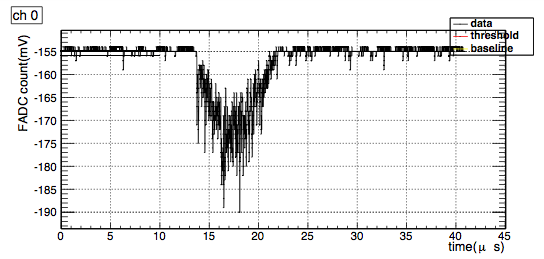 ch 0
data
threshold
baseline
FADC count(mV)
-155
-160
-165
-170
-175
-180
-185
-190
0 5 10 15 20 25 30 35 40 45
time(μ s)